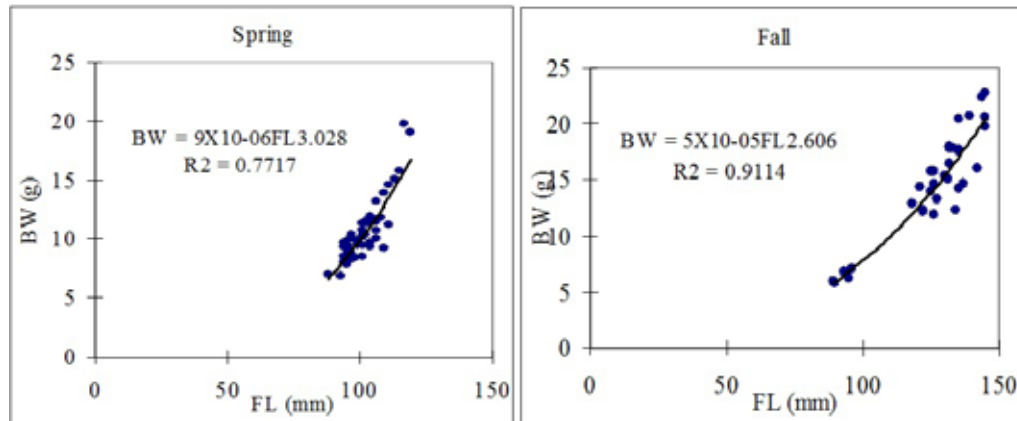 Spring
25
20
15
10
5
0
BW (g)
BW = 9X10-06FL3.028
R2 = 0.7717
0 50 100 150
FL (mm)
Fall
25
20
15
10
5
0
BW (g)
BW = 5X10-05FL2.606
R2 = 0.9114
0 50 100 150
FL (mm)